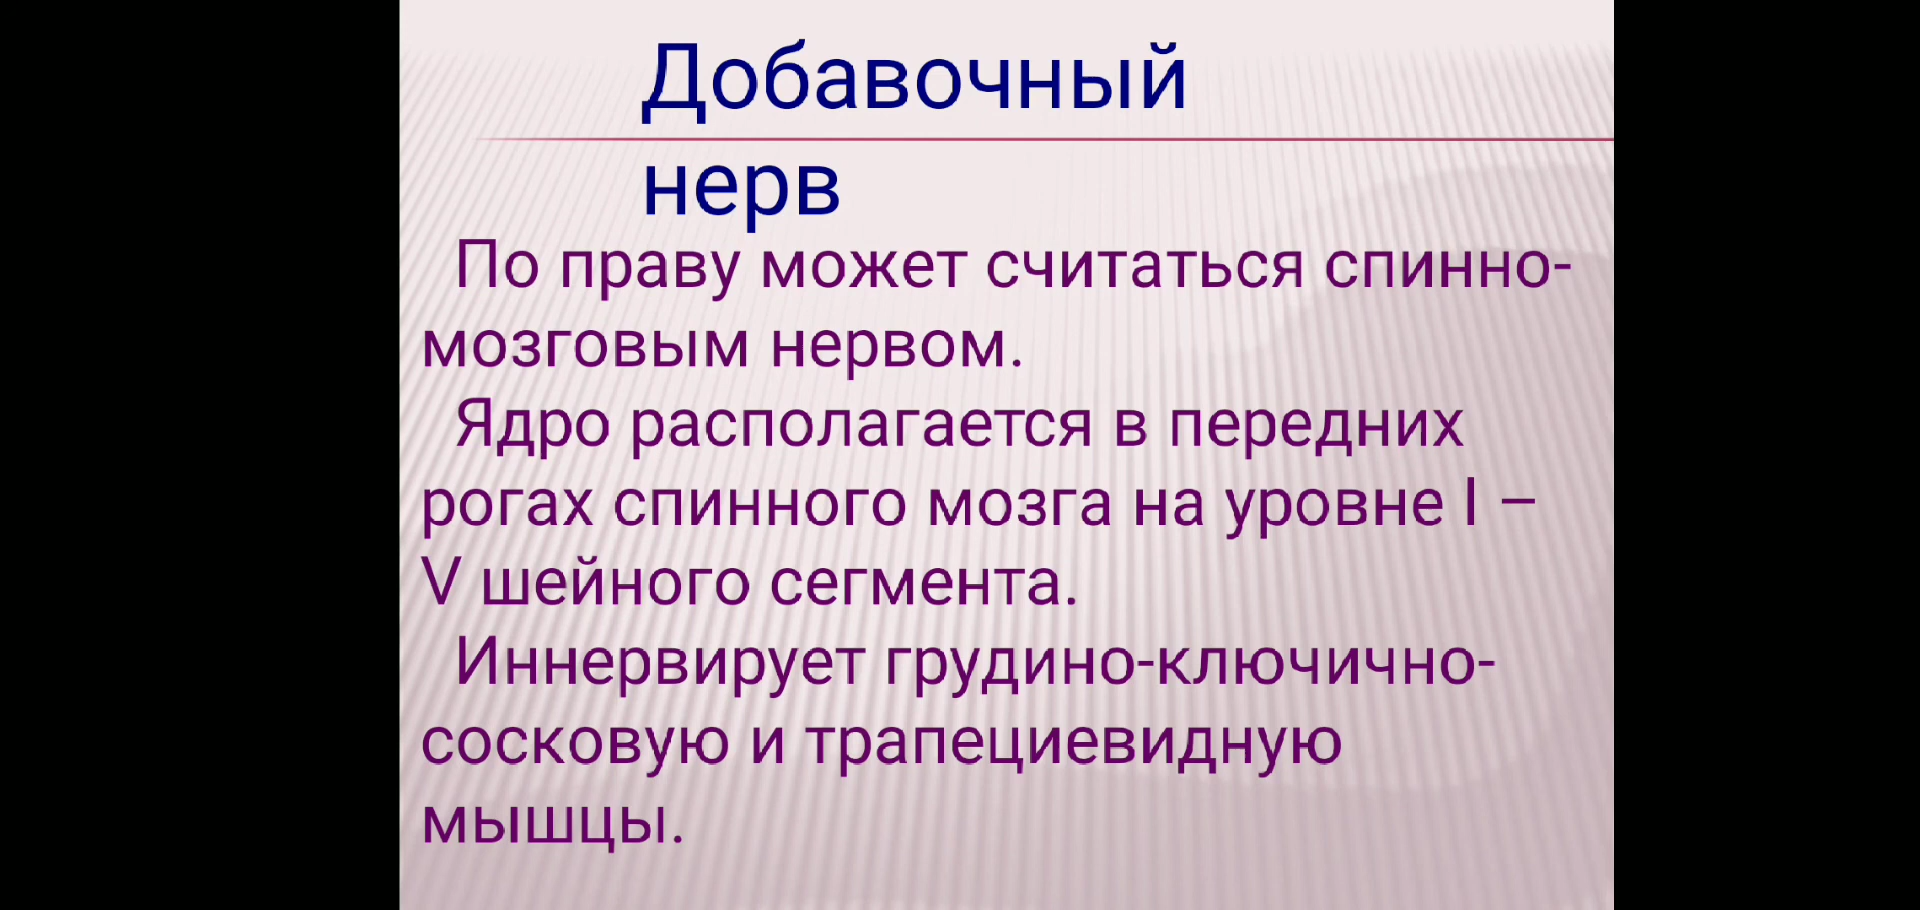 Добавочный
нерв
По праву может считаться спинно-
мозговым нервом.
Ядро располагается в передних
рогах спинного мозга на уровне I –
V шейного сегмента.
Иннервирует грудино-ключично-
сосковую и трапециевидную
мышцы.